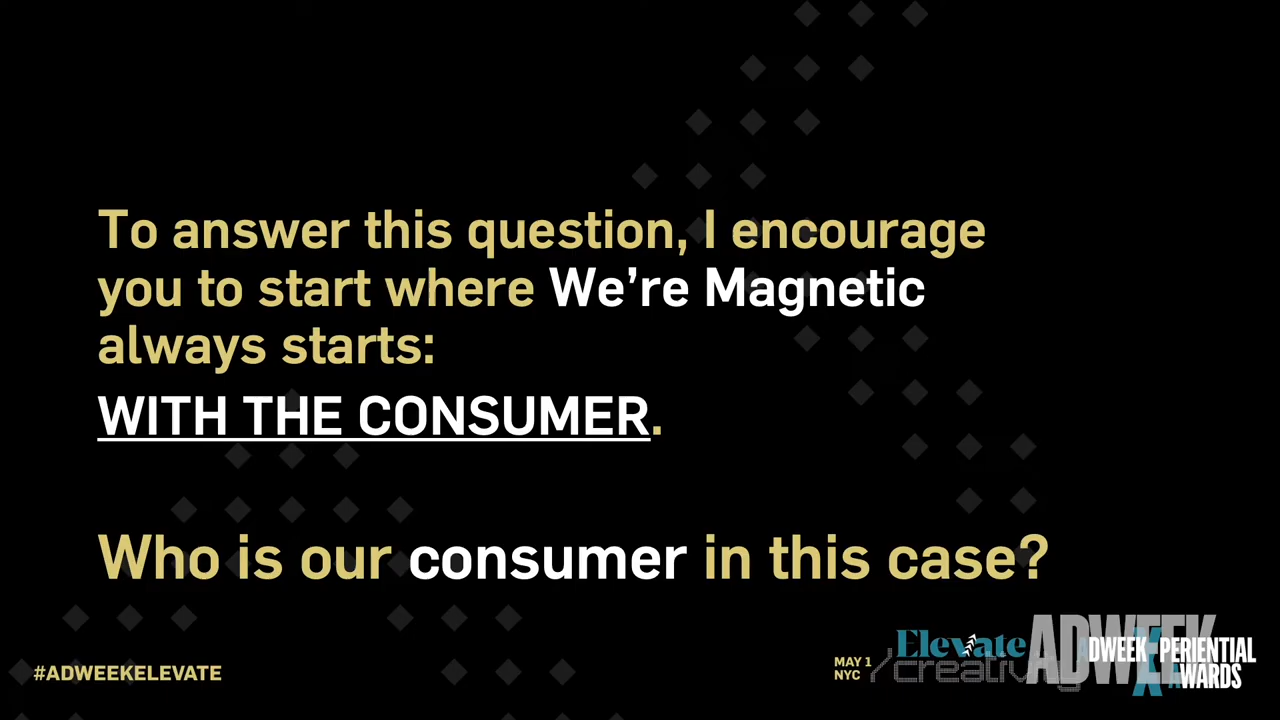 To answer this question, I encourage
you to start where We're Magnetic
always starts:
WITH THE CONSUMER.
Who is our consumer in this case?
#ADWEEKELEVATE
MAY 1
NYC
Elevate
/creativity
ADWEEK
ADWEEK XPERIENTIAL
AWARDS